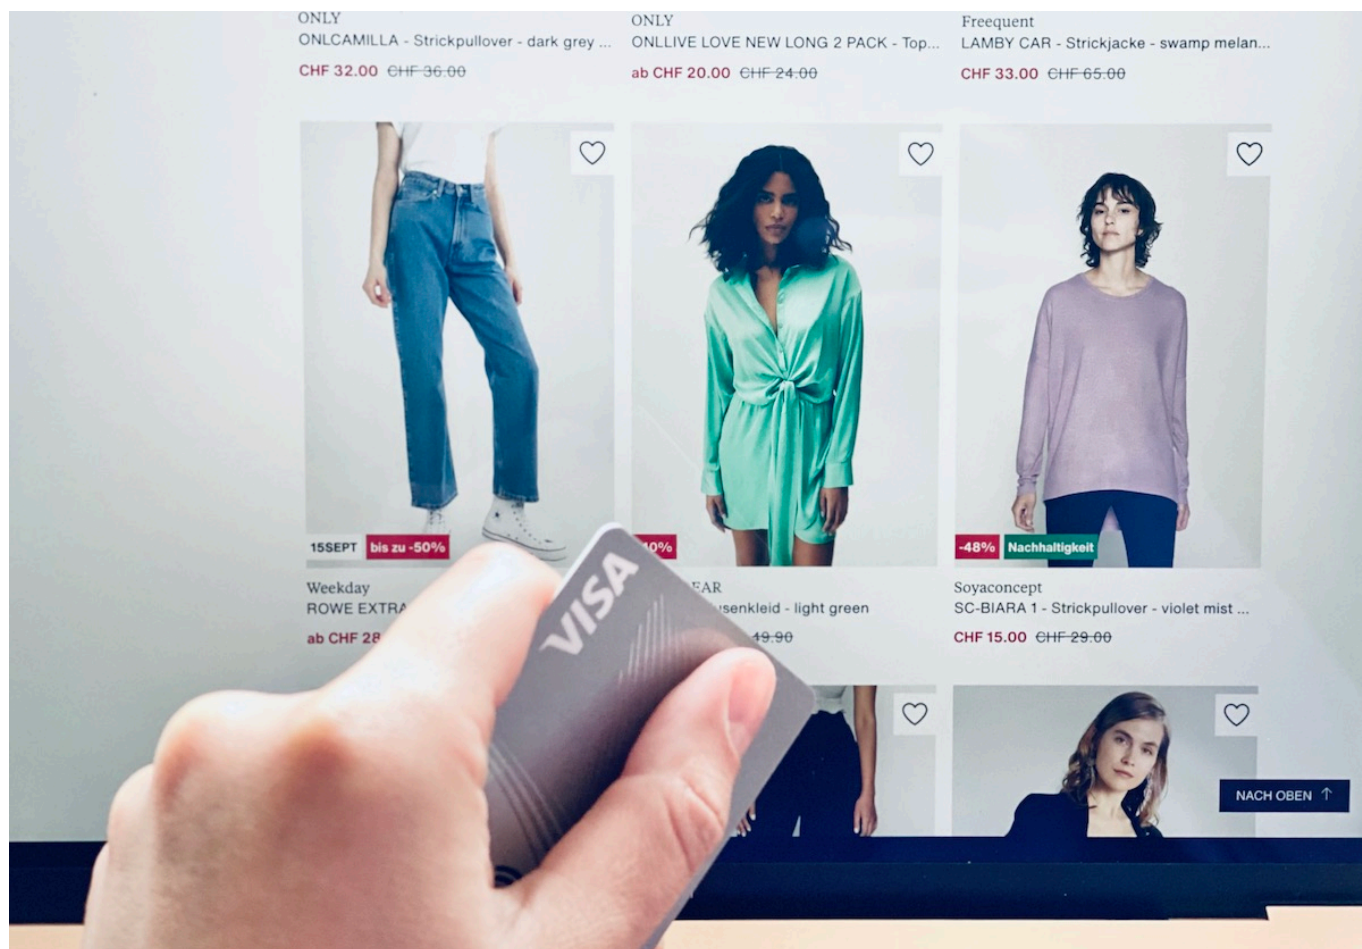 ONLY
ONLCAMILLA - Strickpullover - dark grey ...
CHF 32.00 CHF 36.00
ONLY
ONLLIVE LOVE NEW LONG 2 PACK - Top...
ab CHF 20.00 CHF 24.00
Freequent
LAMBY CAR - Strickjacke - swamp melan...
CHF 33.00 CHF 65.00
15SEPT bis zu -50%
Weekday
ROWE EXTRA
ab CHF 28
40%
EAR
usenkleid - light green
49.90
-48% Nachhaltigkeit
Soyaconcept
SC-BIARA 1 - Strickpullover - violet mist ...
CHF 15.00 CHF 29.00
VISA
NACH OBEN ↑